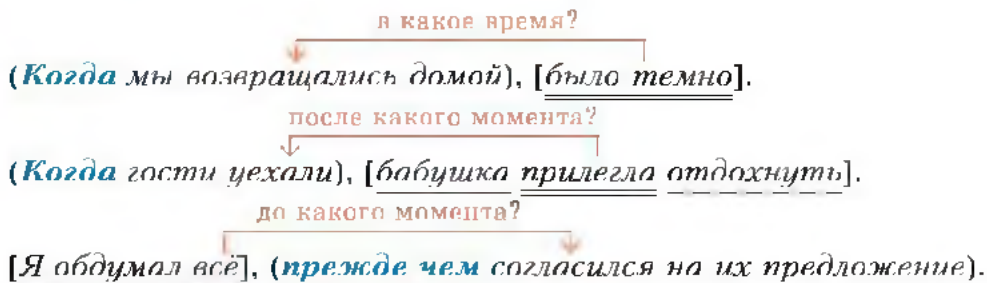 в какое время?
(Когда мы возвращались домой), [было темно].
после какого момента?
(Когда гости уехали), [бабушка прилегла отдохнуть].
до какого момента?
[Я обдумал всё], (прежде чем согласился на их предложение).